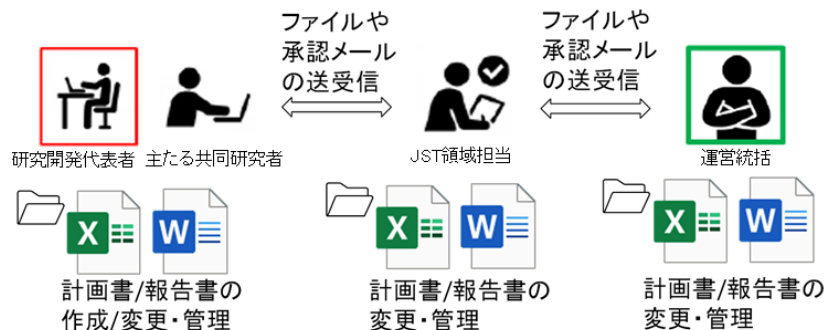 ファイルや
承認メール
の送受信
ファイルや
承認メール
の送受信
研究開発代表者
主たる共同研究者
JST領域担当
運営統括
X
W
X
W
X
W
計画書/報告書の
作成/変更・管理
計画書/報告書の
変更・管理
計画書/報告書の
変更・管理